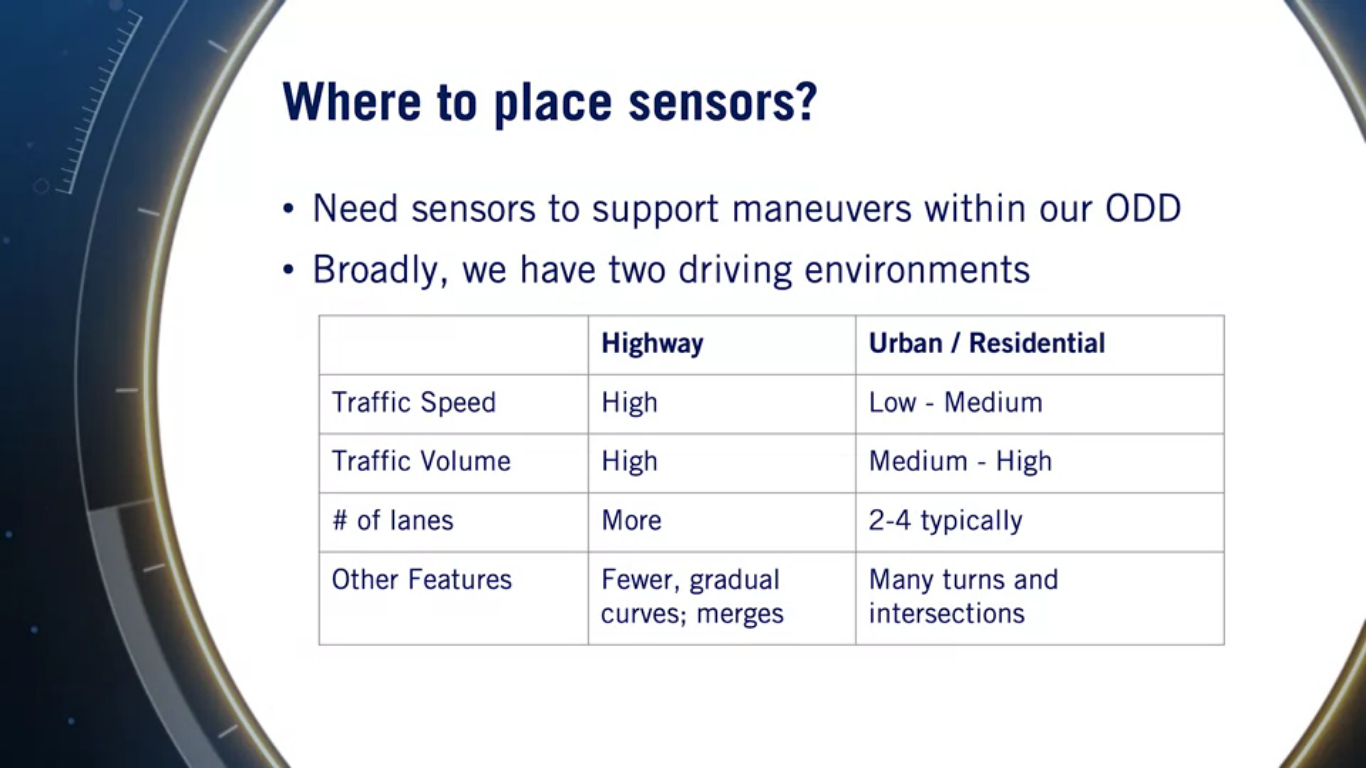 Where to place sensors?
• Need sensors to support maneuvers within our ODD
• Broadly, we have two driving environments
Highway Urban / Residential
Traffic Speed High Low - Medium
Traffic Volume High Medium - High
# of lanes More 2-4 typically
Other Features Fewer, gradual Many turns and
curves; merges intersections